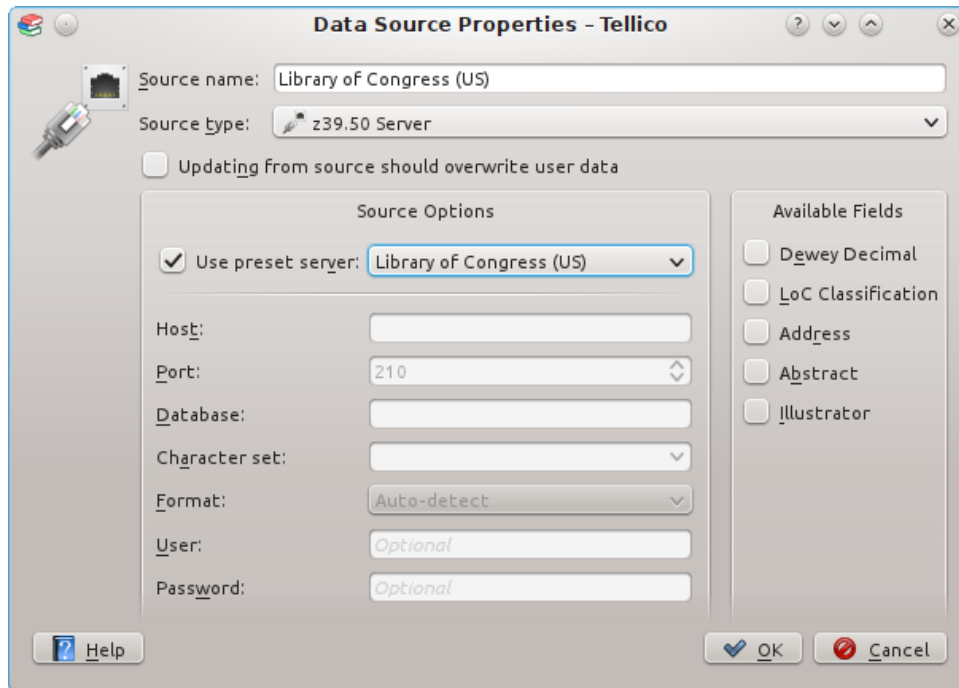 Data Source Properties – Tellico
Source name: Library of Congress (US)
Source type: z39.50 Server
Updating from source should overwrite user data
Source Options
Use preset server: Library of Congress (US)
Host:
Port: 210
Database:
Character set:
Format: Auto-detect
User: Optional
Password: Optional
Available Fields
Dewey Decimal
LoC Classification
Address
Abstract
Illustrator
Help
OK
Cancel